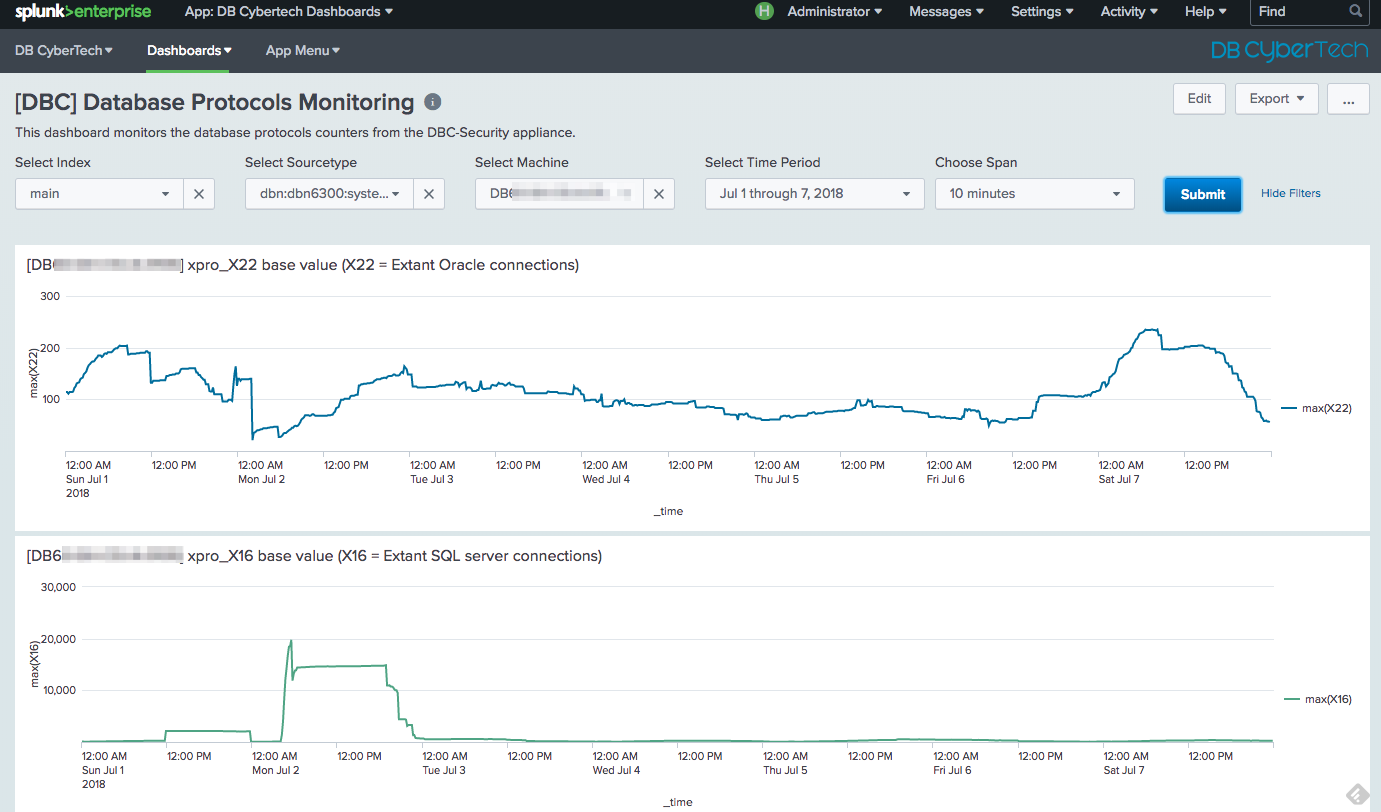 splunk>enterprise App: DB Cybertech Dashboards H Administrator Messages Settings Activity Help Find
DB CyberTech Dashboards App Menu DB CYberTECH
[DBC] Database Protocols Monitoring i Edit Export ...
This dashboard monitors the database protocols counters from the DBC-Security appliance.
Select Index Select Sourcetype Select Machine Select Time Period Choose Span
main dbn:dbn6300:syste... DB6 Jul 1 through 7, 2018 10 minutes Submit Hide Filters
[DB ] xpro_X22 base value (X22 = Extant Oracle connections)
300
200
100
max(X22)
max(X22)
12:00 AM 12:00 PM 12:00 AM 12:00 PM 12:00 AM 12:00 PM 12:00 AM 12:00 PM 12:00 AM 12:00 PM 12:00 AM 12:00 PM 12:00 AM 12:00 PM
Sun Jul 1 Mon Jul 2 Tue Jul 3 Wed Jul 4 Thu Jul 5 Fri Jul 6 Sat Jul 7
2018
_time
[DB6 ] xpro_X16 base value (X16 = Extant SQL server connections)
30,000
20,000
10,000
max(X16)
max(X16)
12:00 AM 12:00 PM 12:00 AM 12:00 PM 12:00 AM 12:00 PM 12:00 AM 12:00 PM 12:00 AM 12:00 PM 12:00 AM 12:00 PM 12:00 AM 12:00 PM
Sun Jul 1 Mon Jul 2 Tue Jul 3 Wed Jul 4 Thu Jul 5 Fri Jul 6 Sat Jul 7
2018
_time